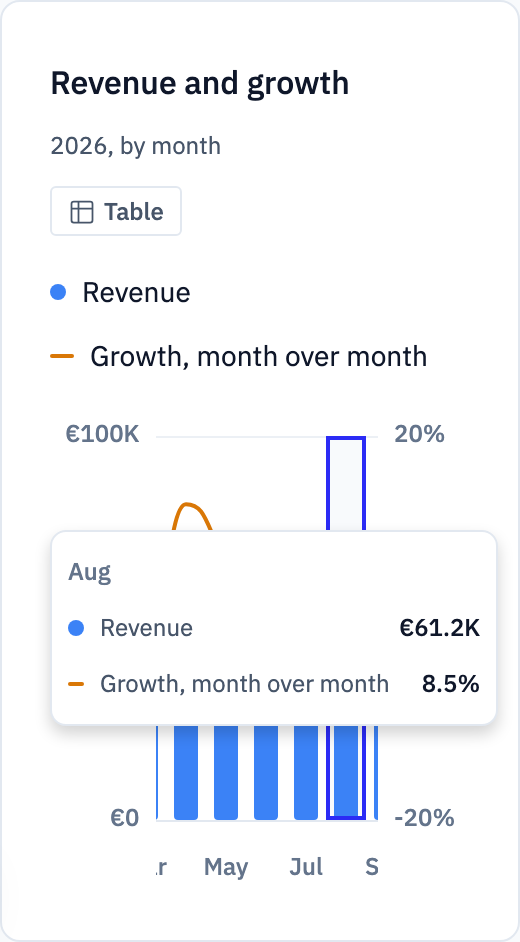 Revenue and growth
2026, by month
Table
Revenue
Growth, month over month
€100K
20%
Aug
Revenue €61.2K
Growth, month over month 8.5%
€0
-20%
May Jul